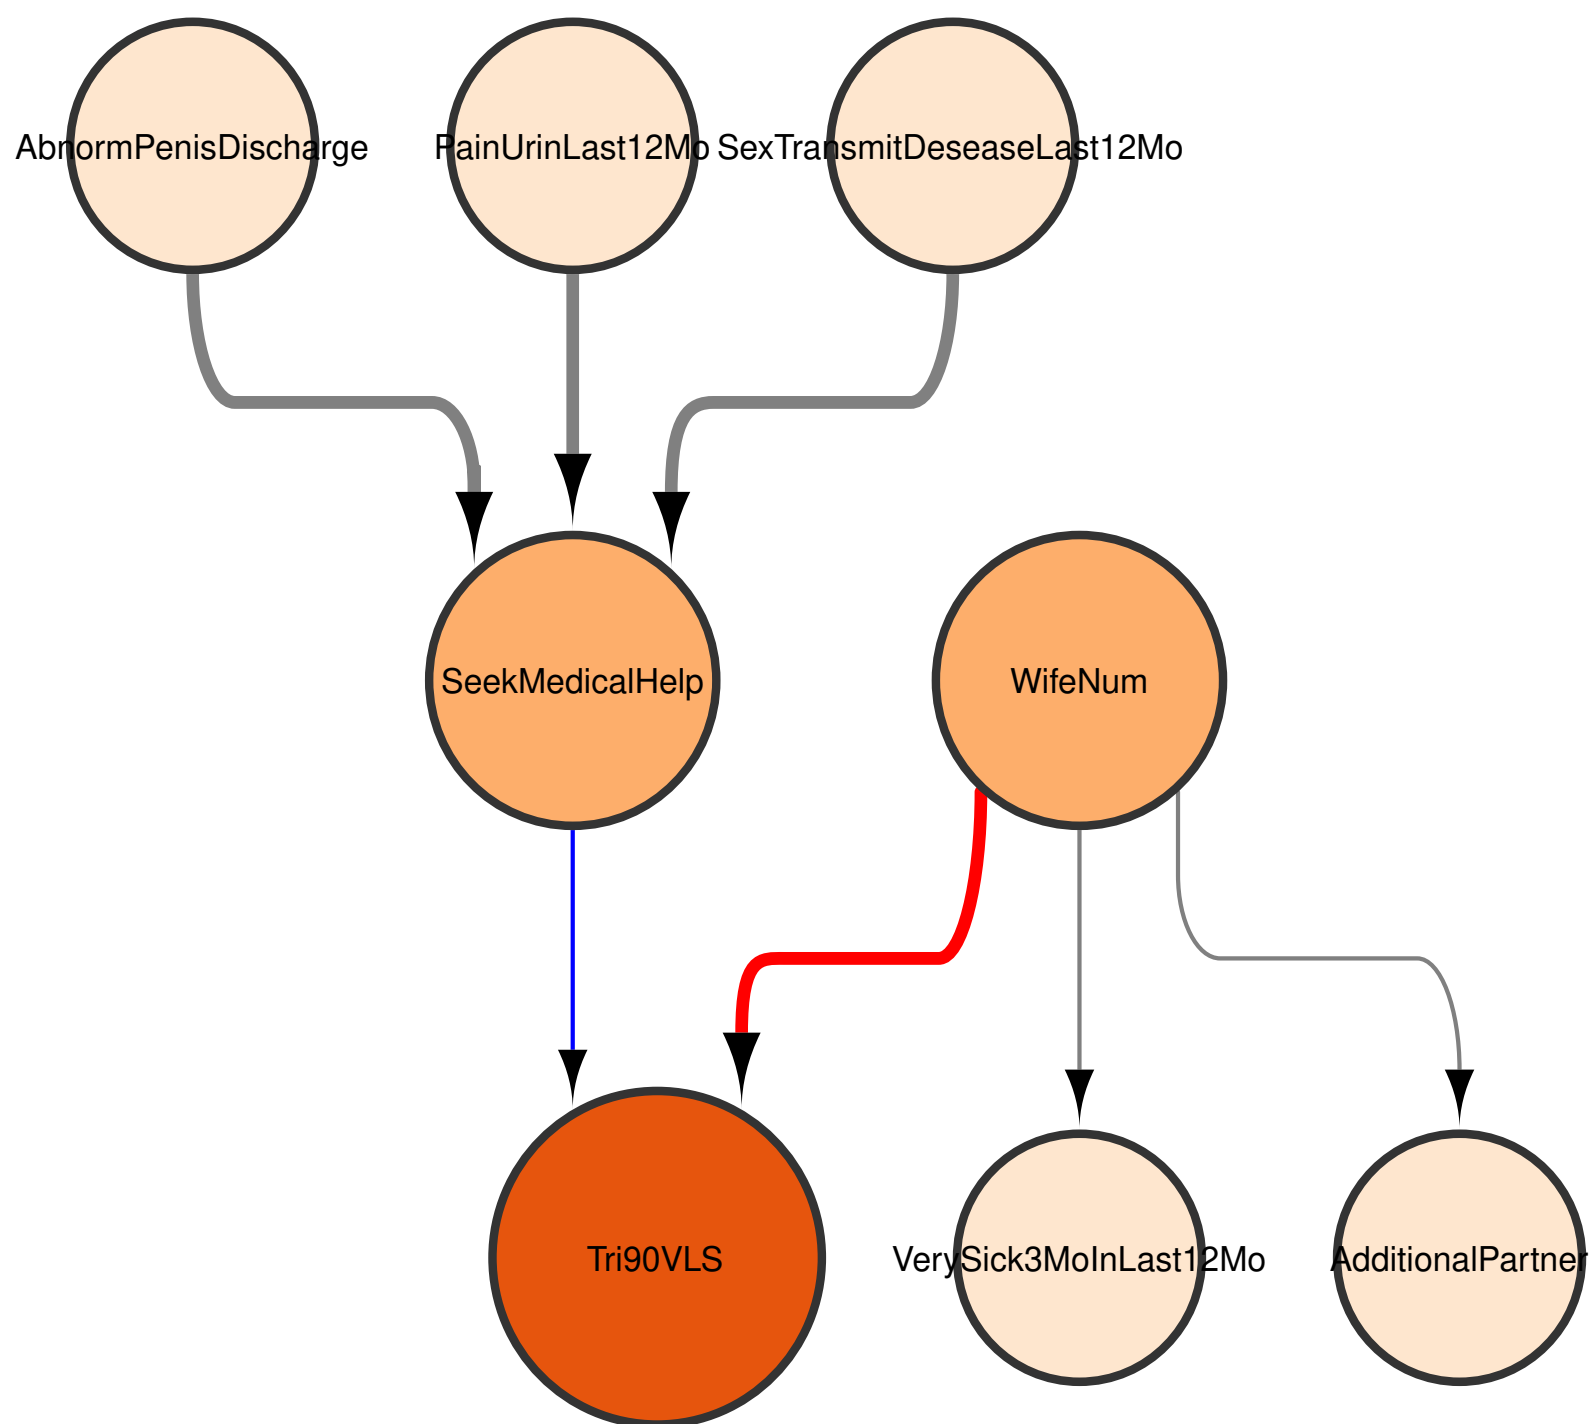 AbnormPenisDischarge
PainUrinLast12Mo
SexTransmitDeseaseLast12Mo
SeekMedicalHelp
WifeNum
Tri90VLS
VerySick3MoInLast12Mo
AdditionalPartner